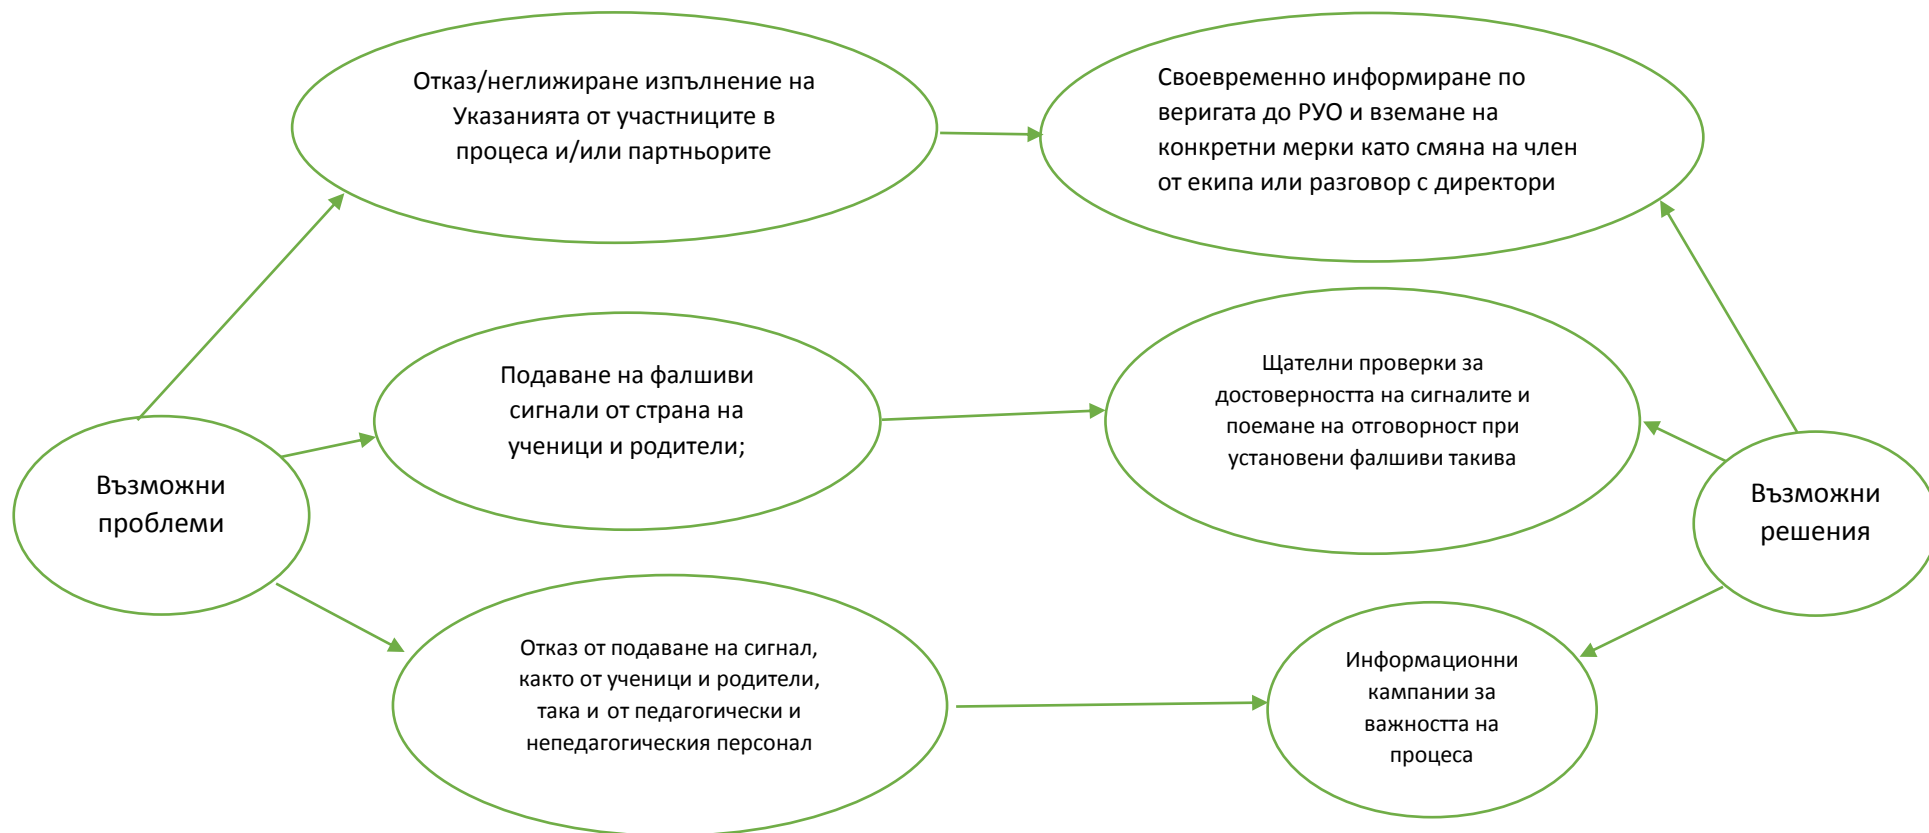 Отказ/неглижиране изпълнение на
Указанията от участниците в
процеса и/или партньорите
Своевременно информиране по
веригата до РУО и вземане на
конкретни мерки като смяна на член
от екипа или разговор с директори
Подаване на фалшиви
сигнали от страна на
ученици и родители;
Щателни проверки за
достоверността на сигналите и
поемане на отговорност при
установени фалшиви такива
Възможни
проблеми
Възможни
решения
Отказ от подаване на сигнал,
както от ученици и родители,
така и от педагогически и
непедагогическия персонал
Информационни
кампании за
важността на
процеса